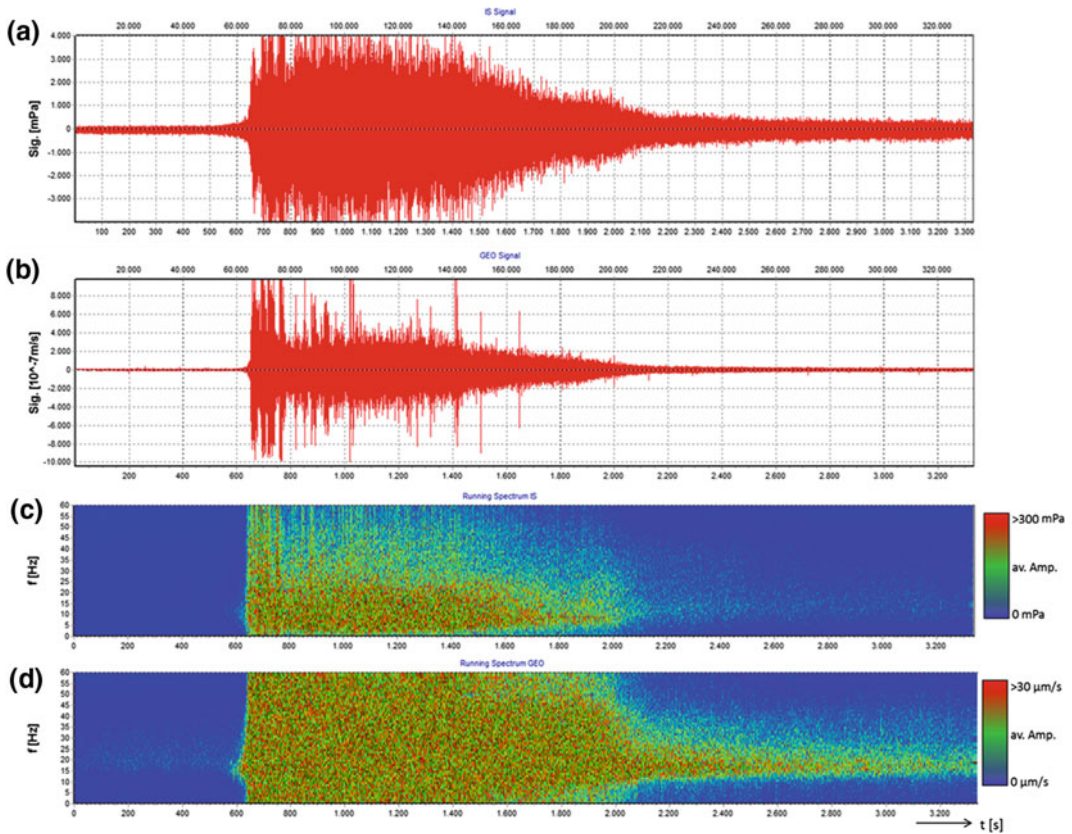 IS Signal
(a)
20.000 40.000 60.000 80.000 100.000 120.000 140.000 160.000 180.000 200.000 220.000 240.000 260.000 280.000 300.000 320.000
Sig. [mPa]
4.000
3.000
2.000
1.000
0
-1.000
-2.000
-3.000
100 200 300 400 500 600 700 800 900 1.000 1.100 1.200 1.300 1.400 1.500 1.600 1.700 1.800 1.900 2.000 2.100 2.200 2.300 2.400 2.500 2.600 2.700 2.800 2.900 3.000 3.100 3.200 3.300
(b)
GEO Signal
20.000 40.000 60.000 80.000 100.000 120.000 140.000 160.000 180.000 200.000 220.000 240.000 260.000 280.000 300.000 320.000
Sig. [10^-7m/s]
8.000
6.000
4.000
2.000
0
-2.000
-4.000
-6.000
-8.000
-10.000
200 400 600 800 1.000 1.200 1.400 1.600 1.800 2.000 2.200 2.400 2.600 2.800 3.000 3.200
(c)
Running Spectrum IS
f [Hz]
60
55
50
45
40
35
30
25
20
15
10
5
0
0 200 400 600 800 1.000 1.200 1.400 1.600 1.800 2.000 2.200 2.400 2.600 2.800 3.000 3.200
>300 mPa
av. Amp.
0 mPa
(d)
Running Spectrum GEO
f [Hz]
60
55
50
45
40
35
30
25
20
15
10
5
0
0 200 400 600 800 1.000 1.200 1.400 1.600 1.800 2.000 2.200 2.400 2.600 2.800 3.000 3.200
>30 µm/s
av. Amp.
0 µm/s
t [s]